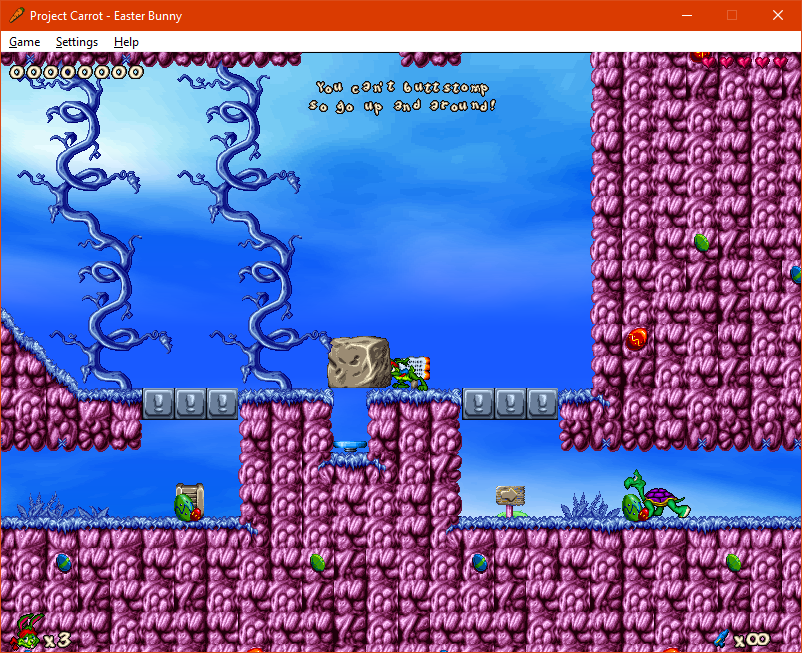 Project Carrot - Easter Bunny
Game Settings Help
00000000
You can't buttstomp
so go up and around!
! ! ! ! ! !
x3
x∞